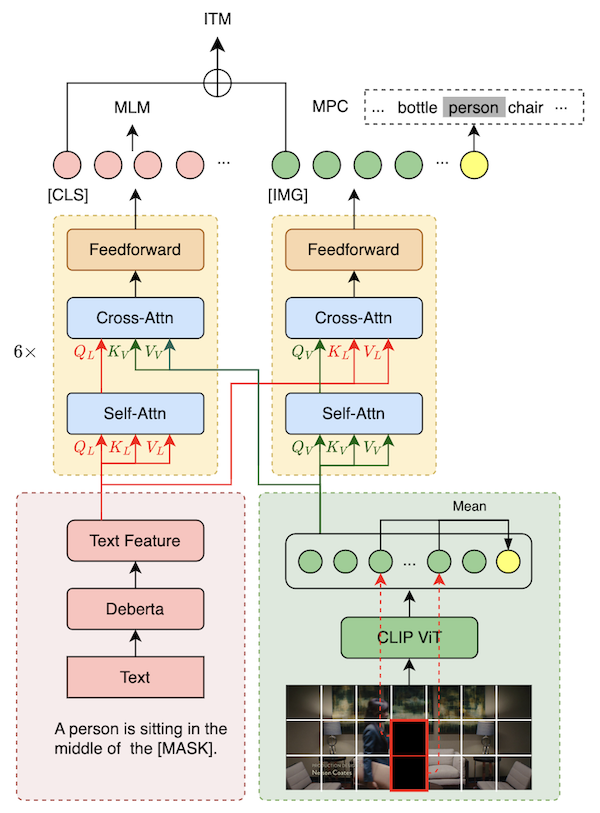 ITM
MLM
MPC
... bottle person chair ...
...
...
[CLS]
[IMG]
Feedforward
Feedforward
Cross-Attn
Cross-Attn
6×
Q_L K_V V_V
Q_V K_L V_L
Self-Attn
Self-Attn
Q_L K_L V_L
Q_V K_V V_V
Mean
Text Feature
...
Deberta
CLIP ViT
Text
A person is sitting in the
middle of the [MASK].
PRODUCTION DESIGN
Nelson Coates